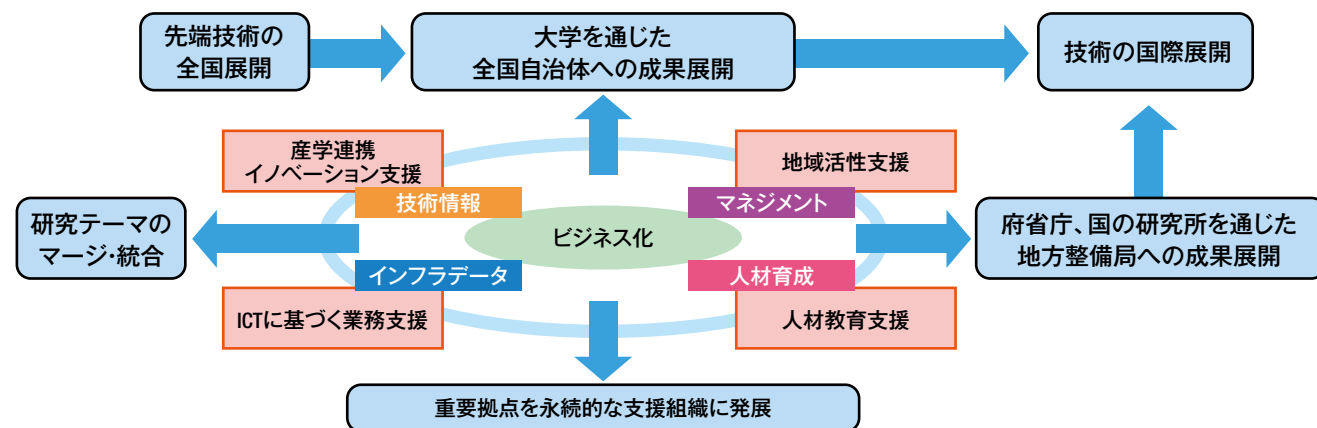 先端技術の
全国展開
大学を通じた
全国自治体への成果展開
技術の国際展開
産学連携
イノベーション支援
地域活性支援
技術情報
マネジメント
研究テーマの
マージ・統合
ビジネス化
府省庁、国の研究所を通じた
地方整備局への成果展開
インフラデータ
人材育成
ICTに基づく業務支援
人材教育支援
重要拠点を永続的な支援組織に発展